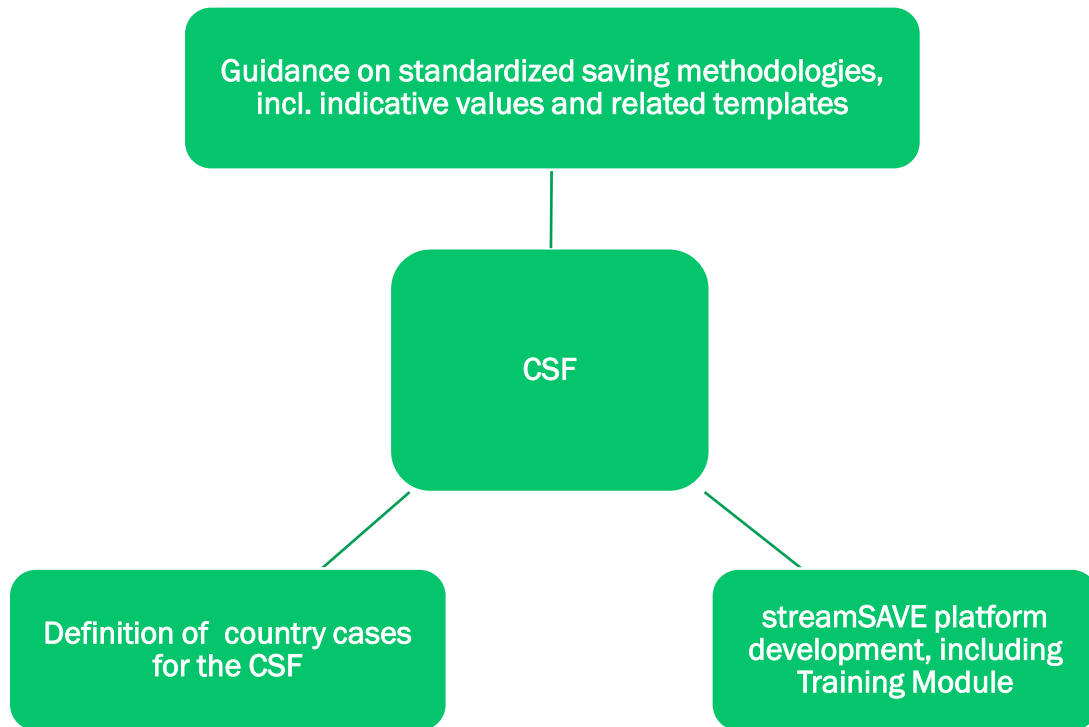 Guidance on standardized saving methodologies,
incl. indicative values and related templates
CSF
Definition of  country cases
for the CSF
streamSAVE platform
development, including
Training Module